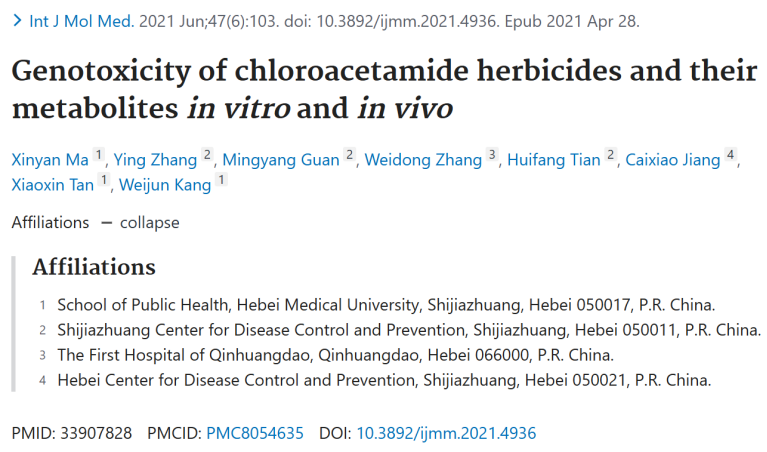 > Int J Mol Med. 2021 Jun;47(6):103. doi: 10.3892/ijmm.2021.4936. Epub 2021 Apr 28.
Genotoxicity of chloroacetamide herbicides and their
metabolites in vitro and in vivo
Xinyan Ma 1, Ying Zhang 2, Mingyang Guan 2, Weidong Zhang 3, Huifang Tian 2, Caixiao Jiang 4,
Xiaoxin Tan 1, Weijun Kang 1
Affiliations — collapse
Affiliations
1 School of Public Health, Hebei Medical University, Shijiazhuang, Hebei 050017, P.R. China.
2 Shijiazhuang Center for Disease Control and Prevention, Shijiazhuang, Hebei 050011, P.R. China.
3 The First Hospital of Qinhuangdao, Qinhuangdao, Hebei 066000, P.R. China.
4 Hebei Center for Disease Control and Prevention, Shijiazhuang, Hebei 050021, P.R. China.
PMID: 33907828 PMCID: PMC8054635 DOI: 10.3892/ijmm.2021.4936